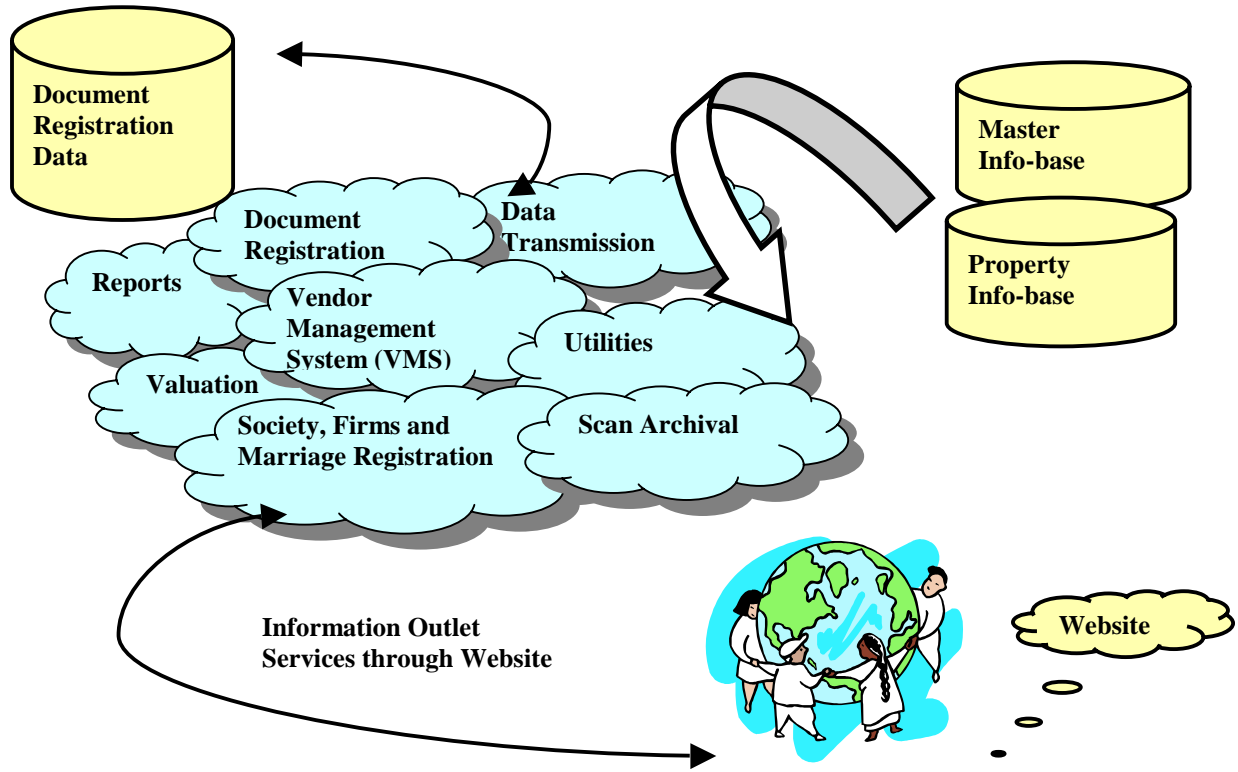 Document
Registration
Data
Master
Info-base
Property
Info-base
Document
Registration
Data
Transmission
Reports
Vendor
Management
System (VMS)
Utilities
Valuation
Society, Firms and
Marriage Registration
Scan Archival
Information Outlet
Services through Website
Website